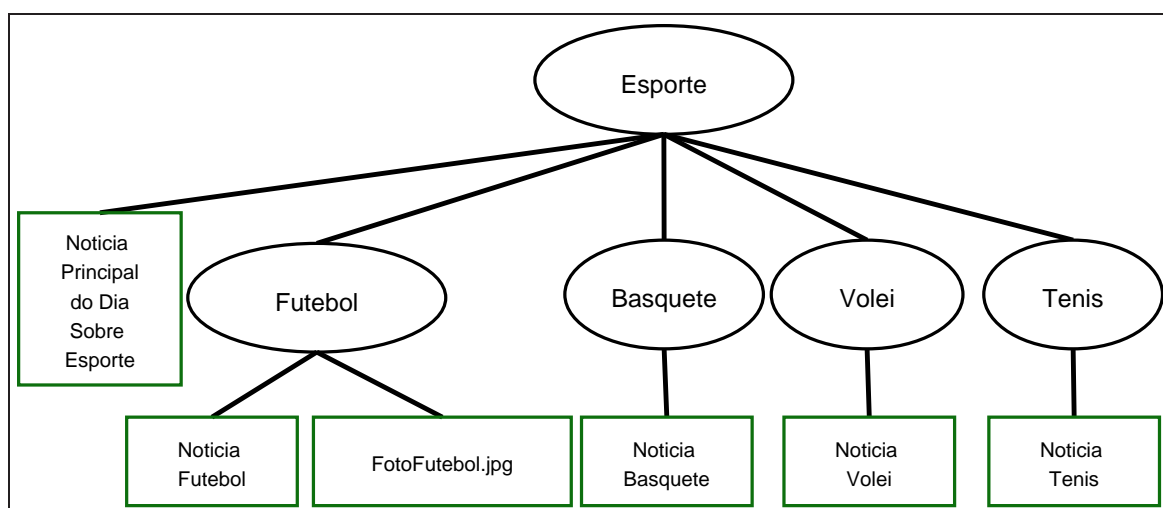 Esporte
Noticia
Principal
do Dia
Sobre
Esporte
Futebol
Basquete
Volei
Tenis
Noticia
Futebol
FotoFutebol.jpg
Noticia
Basquete
Noticia
Volei
Noticia
Tenis